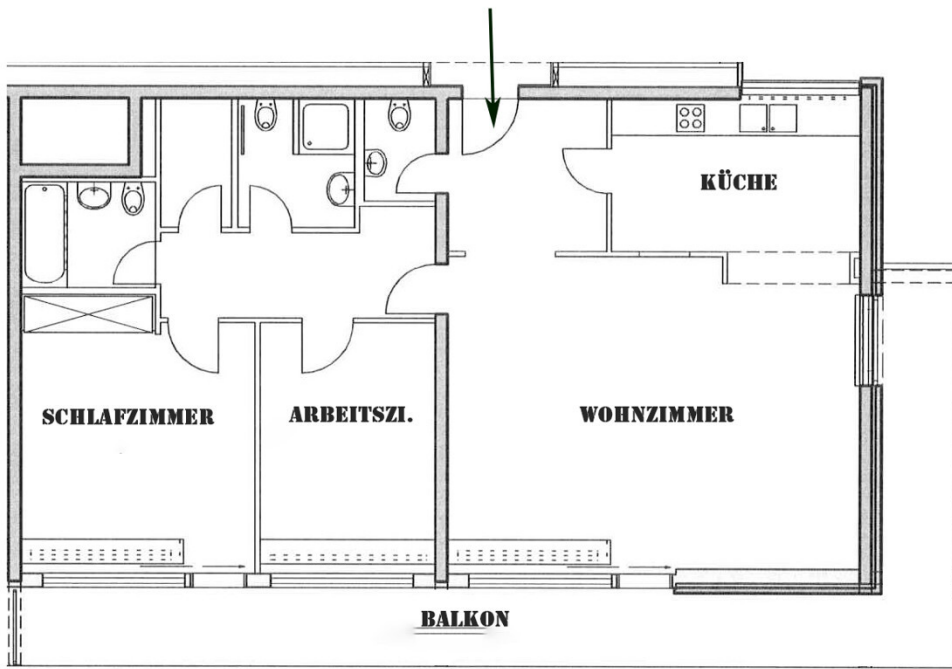 KÜCHE
SCHLAFZIMMER
ARBEITSZI.
WOHNZIMMER
BALKON